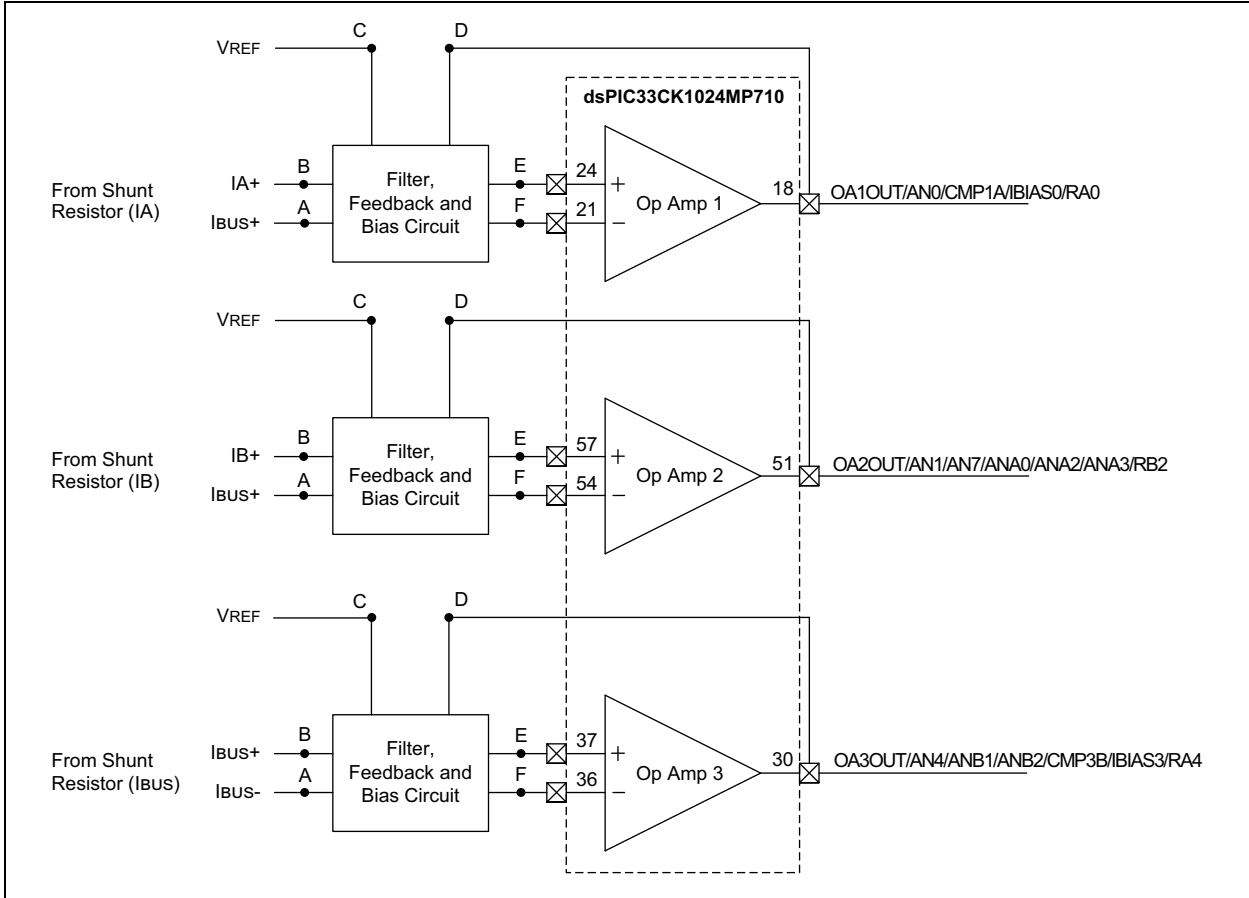 C D
VREF
dsPIC33CK1024MP710
From Shunt
Resistor (IA)
IA+ B
IBUS+ A
Filter,
Feedback and
Bias Circuit
E 24 +
F 21 −
Op Amp 1
18 OA1OUT/AN0/CMP1A/IBIAS0/RA0
C D
VREF
From Shunt
Resistor (IB)
IB+ B
IBUS+ A
Filter,
Feedback and
Bias Circuit
E 57 +
F 54 −
Op Amp 2
51 OA2OUT/AN1/AN7/ANA0/ANA2/ANA3/RB2
C D
VREF
From Shunt
Resistor (IBUS)
IBUS+ B
IBUS- A
Filter,
Feedback and
Bias Circuit
E 37 +
F 36 −
Op Amp 3
30 OA3OUT/AN4/ANB1/ANB2/CMP3B/IBIAS3/RA4